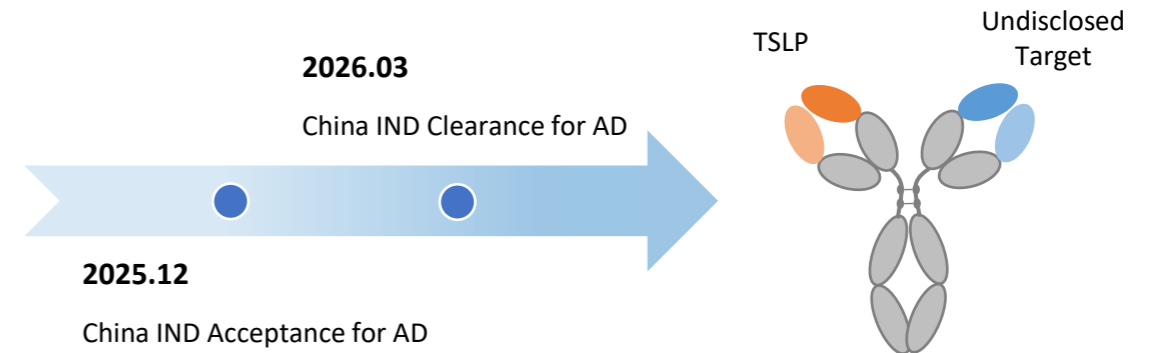 2026.03
China IND Clearance for AD
2025.12
China IND Acceptance for AD
TSLP
Undisclosed
Target